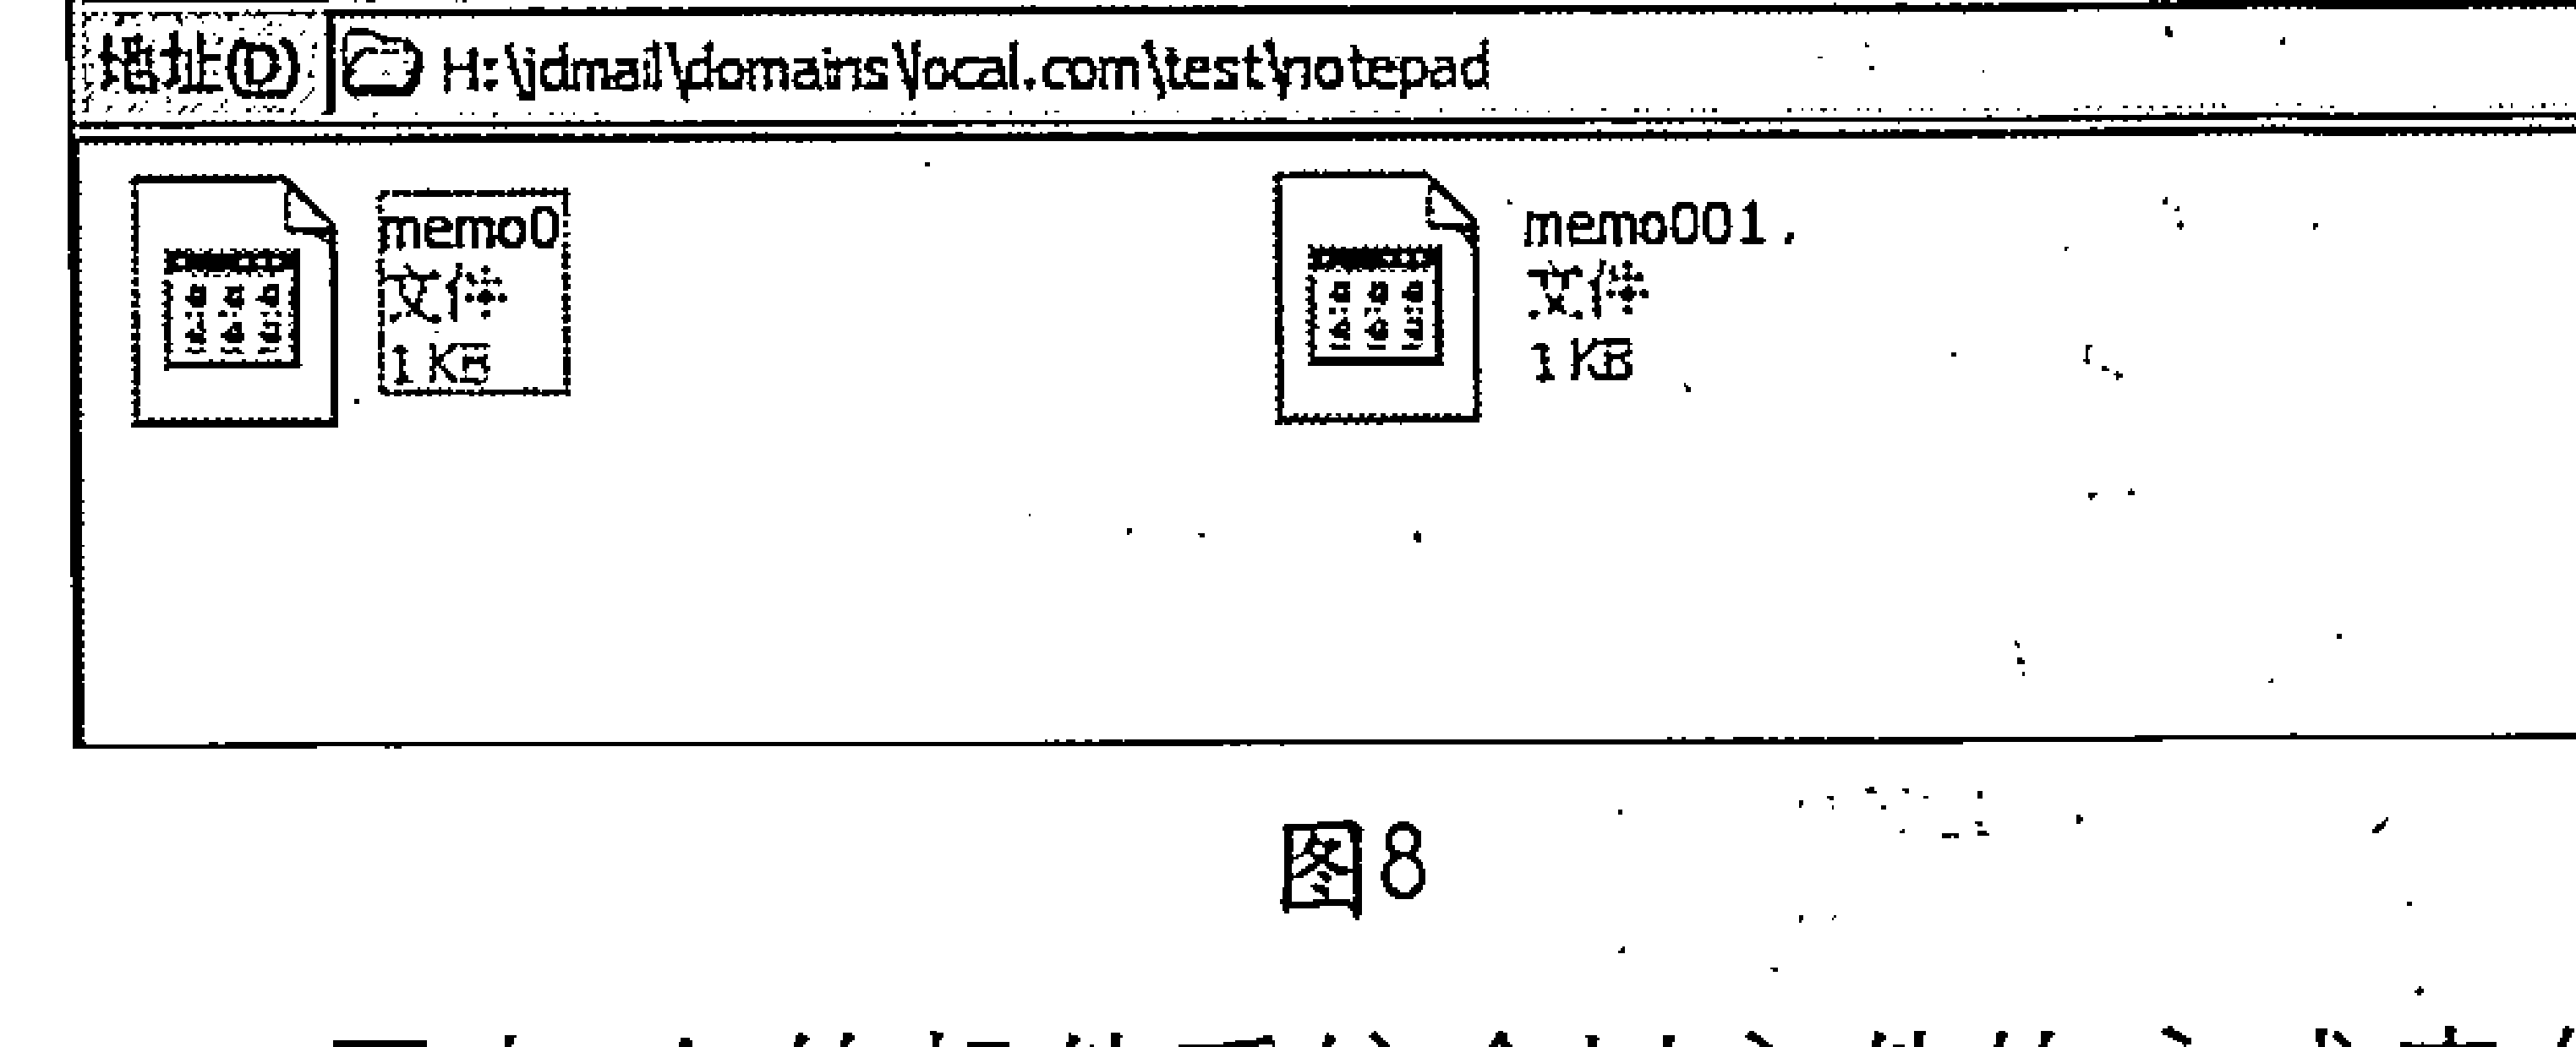 地址(D) H:\jdmail\domains\local.com\test\notepad
memo0
文件
1 KB
memo001.
文件
1 KB
图8